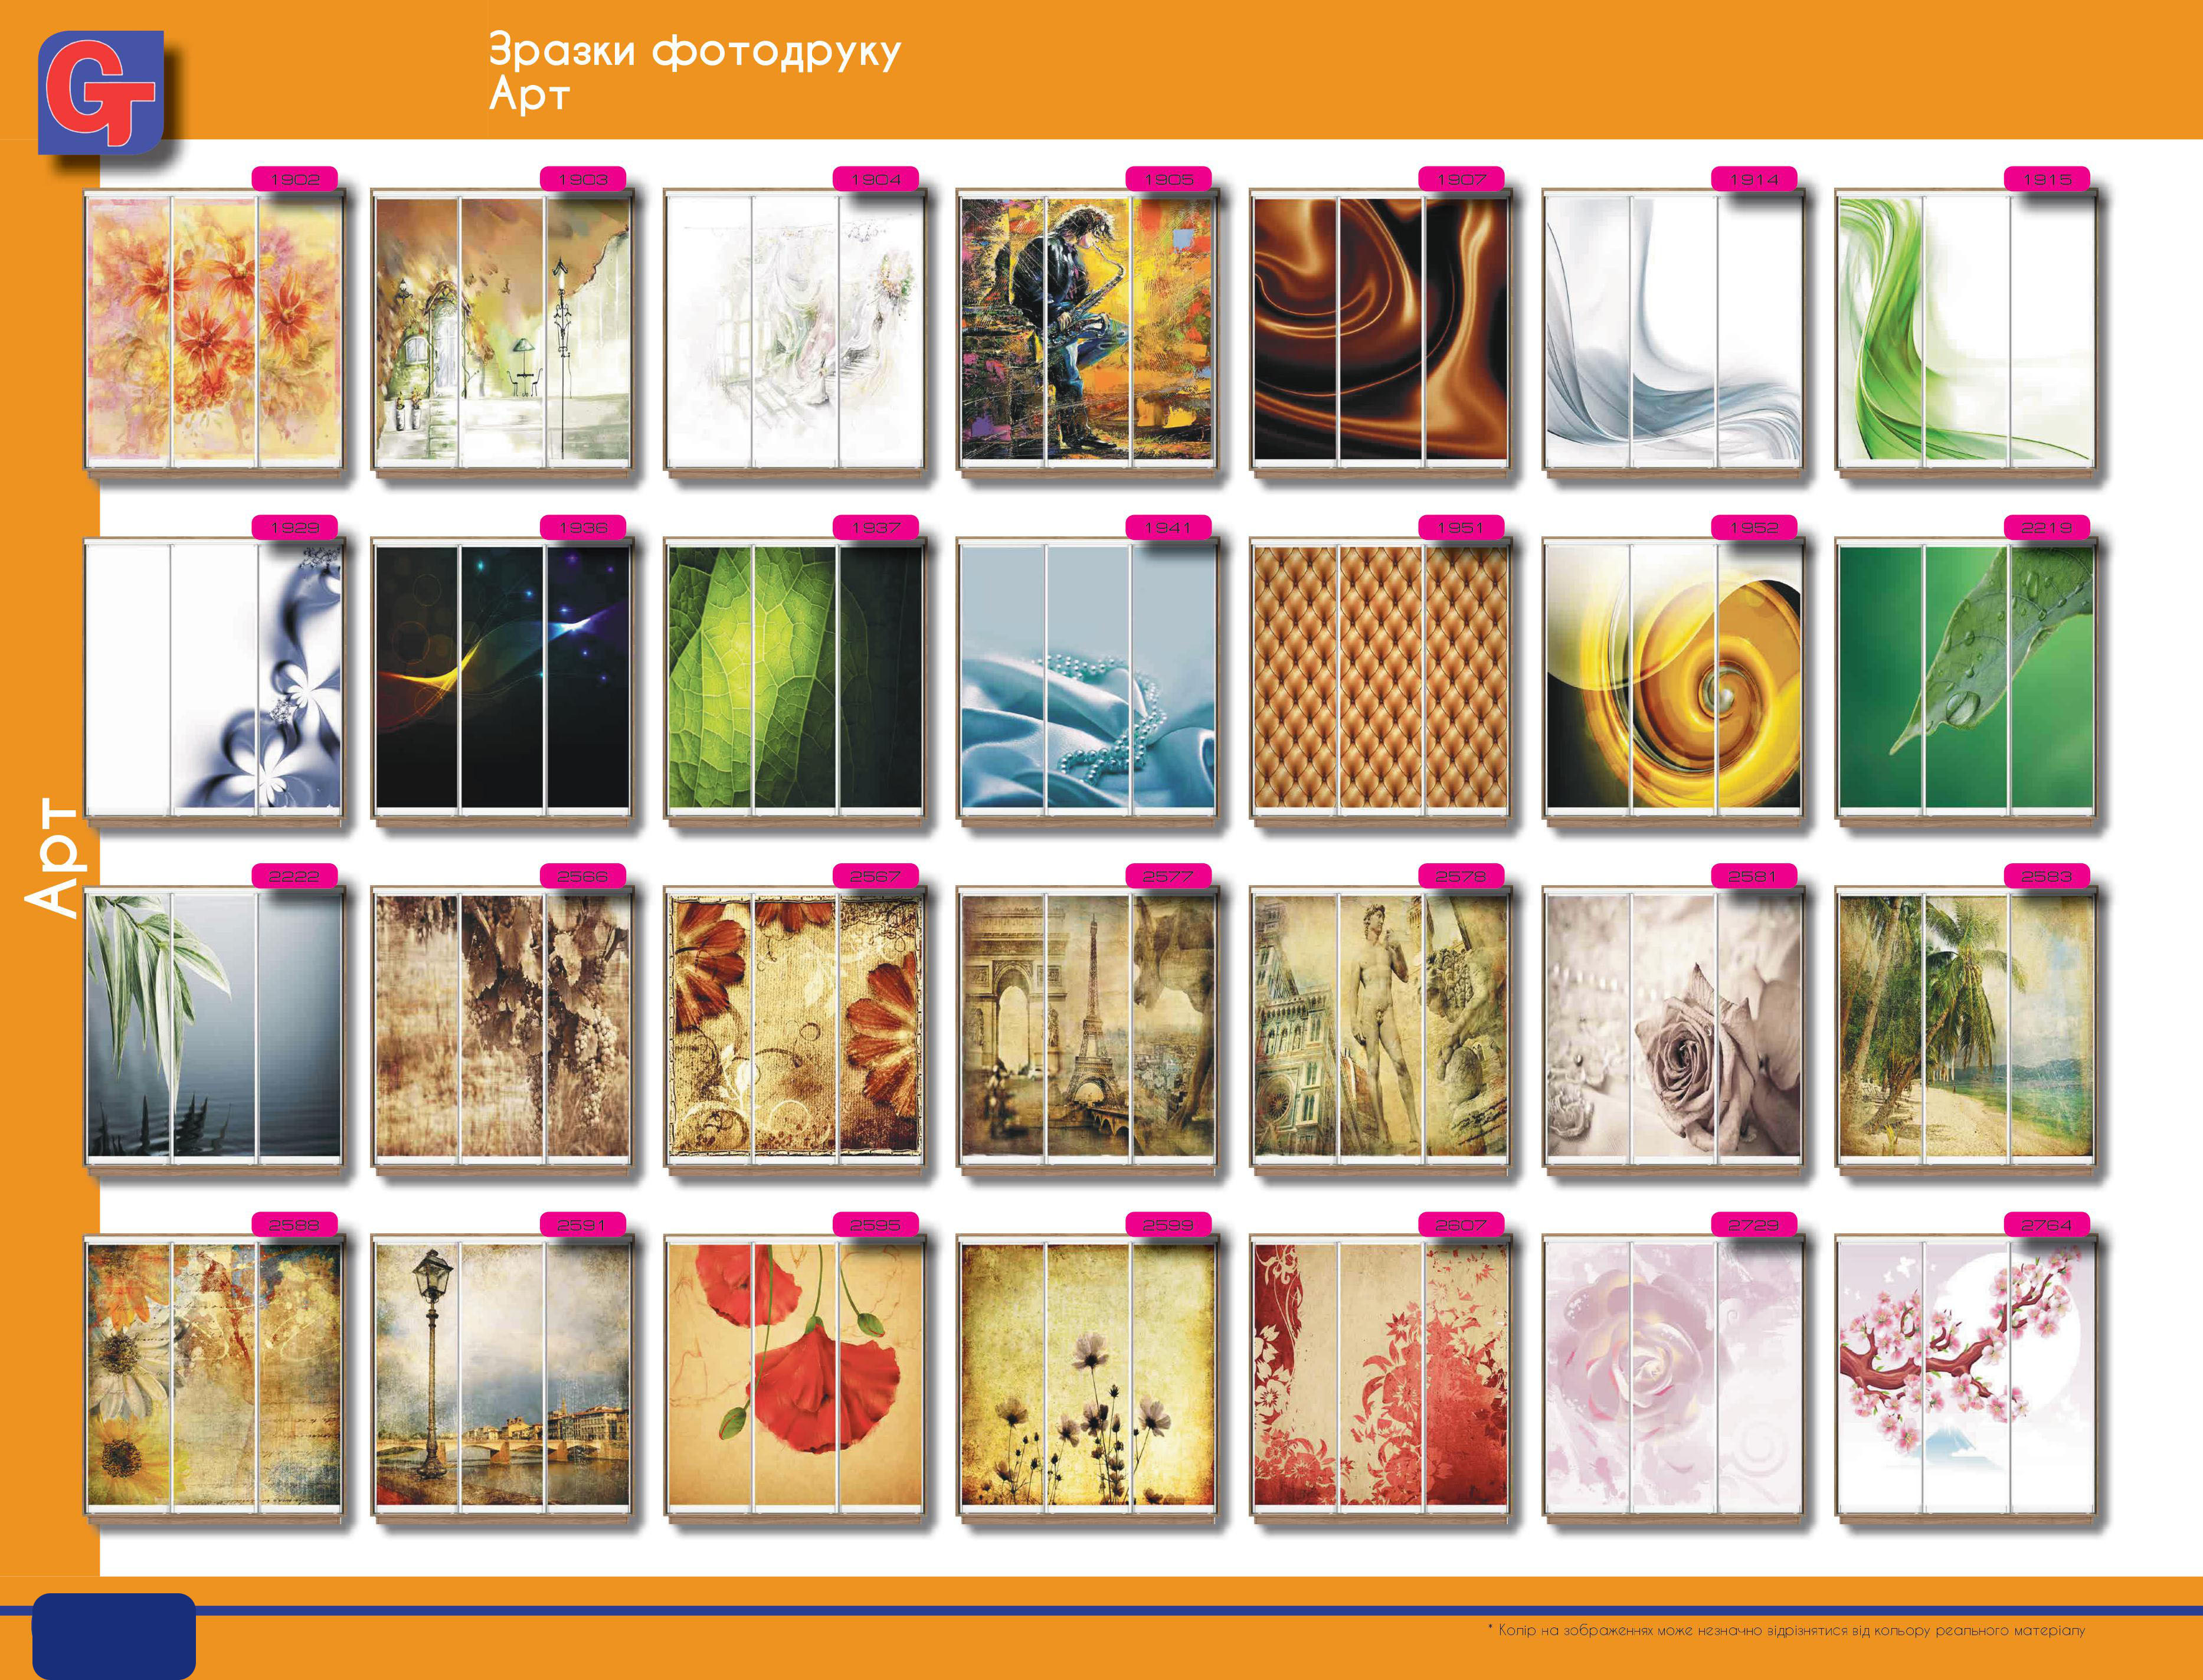 GT
Зразки фотодруку
Арт
1902 1903 1904 1905 1907 1914 1915
1929 1936 1937 1941 1951 1952 2219
Арт
2222 2566 2567 2577 2578 2581 2583
2588 2591 2595 2599 2607 2729 2764
* Колір на зображеннях може незначно відрізнятися від кольору реального матеріалу